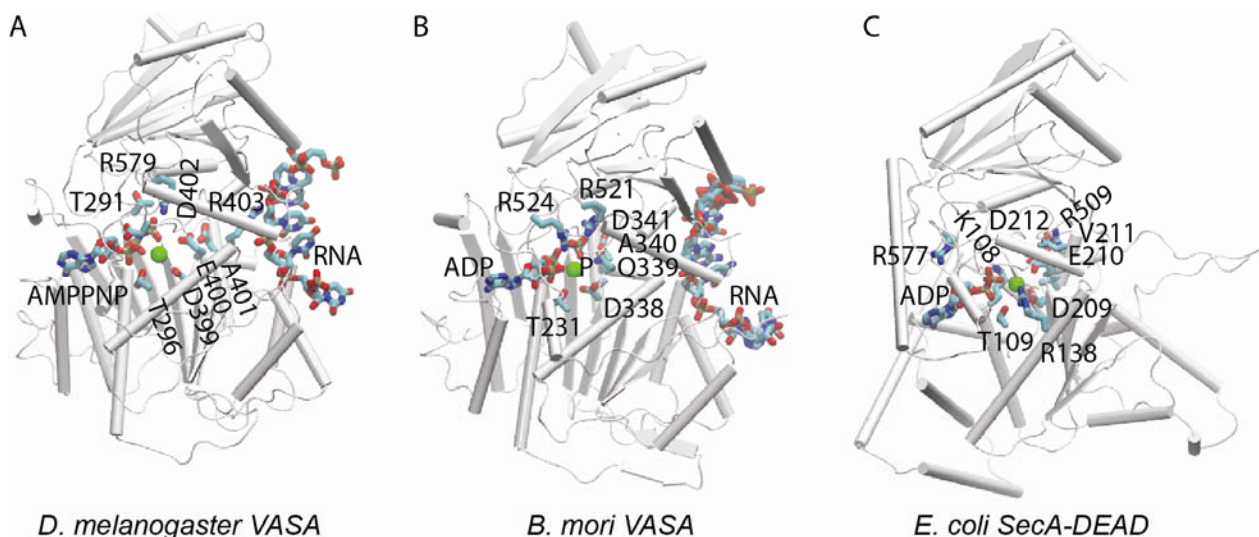 A
R579
D402
T291
R403
AMPPNP
T296
D399
E400
A401
RNA
D. melanogaster VASA
B
R521
R524
D341
A340
ADP
P
Q339
RNA
D338
T231
B. mori VASA
C
K108
D212
R509
V211
R577
E210
ADP
D209
T109
R138
E. coli SecA-DEAD